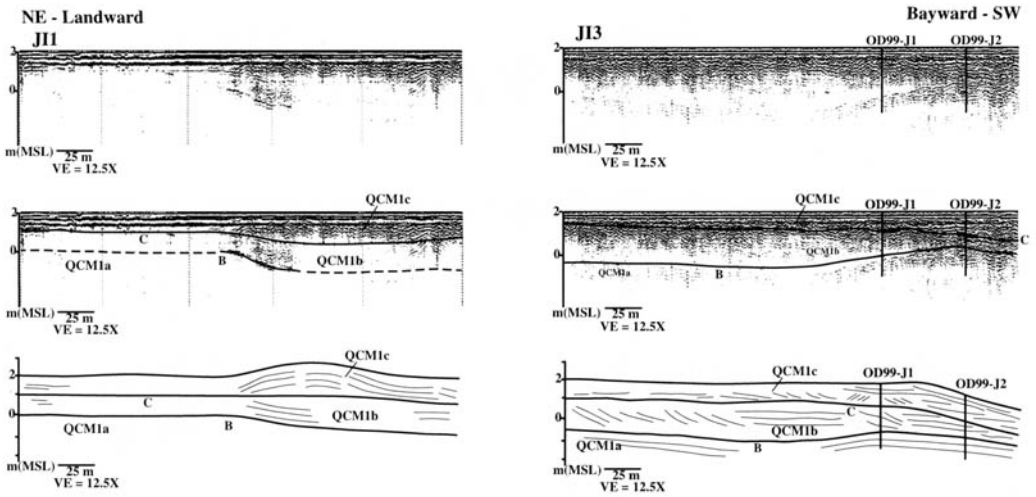 NE - Landward
JI1
2
0
m(MSL) 25 m
VE = 12.5X
QCM1c
2
C
0
QCM1a
B
QCM1b
m(MSL) 25 m
VE = 12.5X
QCM1c
2
C
0
QCM1a
B
QCM1b
m(MSL) 25 m
VE = 12.5X
Bayward - SW
JI3
OD99-J1
OD99-J2
2
0
m(MSL) 25 m
VE = 12.5X
QCM1c
OD99-J1
OD99-J2
2
C
0
QCM1b
QCM1a
B
m(MSL) 25 m
VE = 12.5X
OD99-J1
QCM1c
OD99-J2
2
C
0
QCM1b
QCM1a
B
m(MSL) 25 m
VE = 12.5X